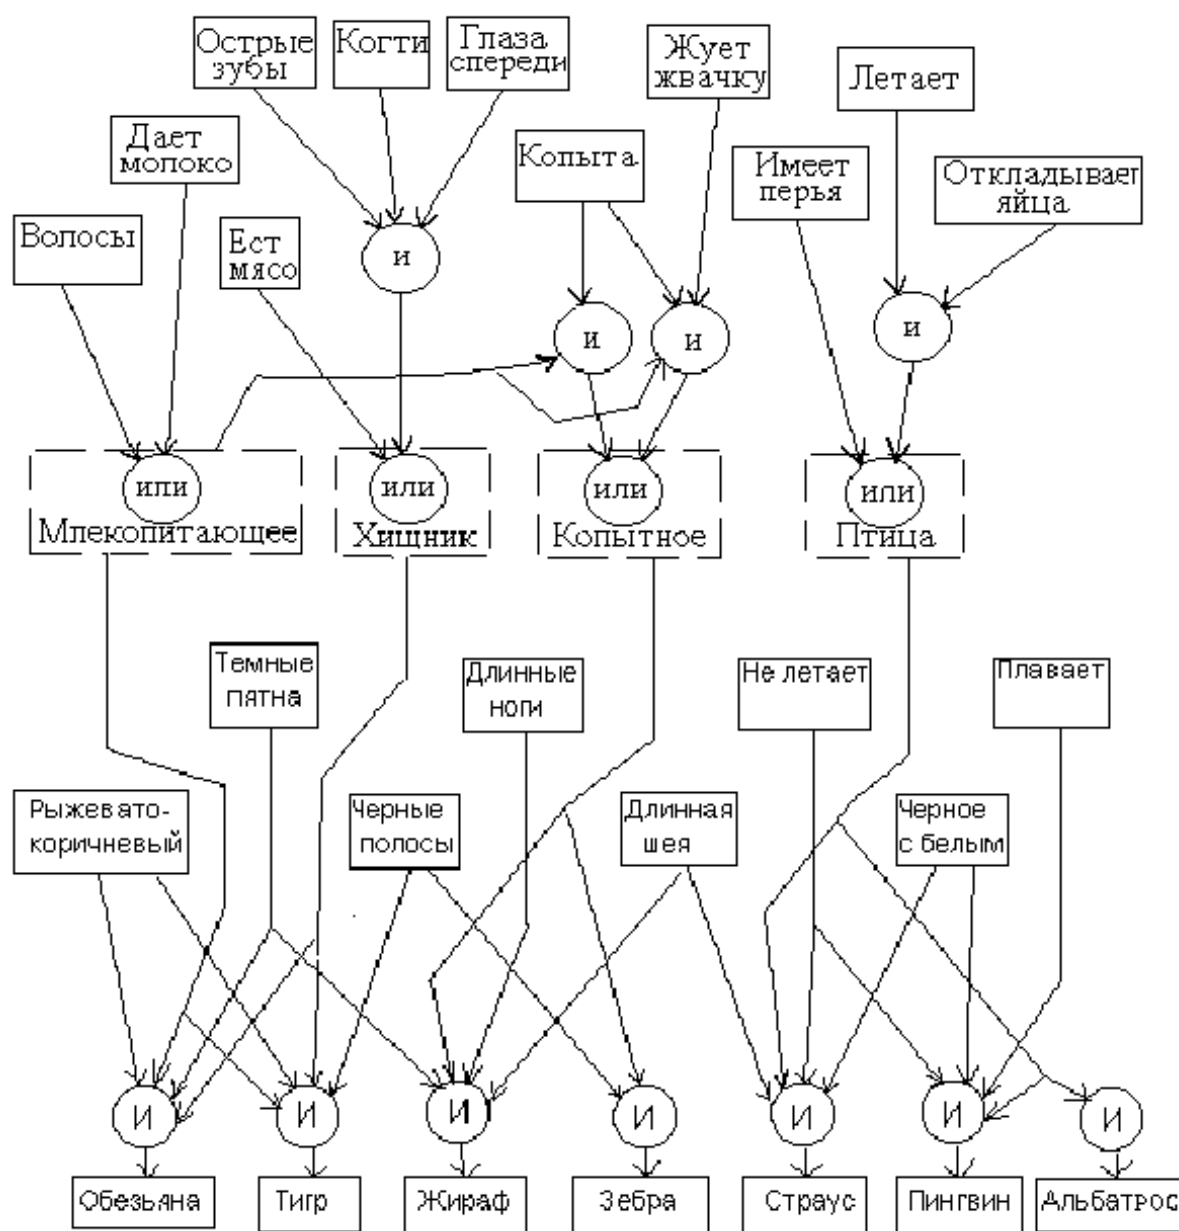 Острые
зубы
Когти
Глаза
спереди
Жует
жвачку
Летает
Дает
молоко
Копыта
Имеет
перья
Откладывает
яйца
Волосы
Ест
мясо
и
и
и
и
или
или
или
или
Млекопитающее
Хищник
Копытное
Птица
Темные
пятна
Длинные
ноги
Не летает
Плавает
Рыжевато-
коричневый
Черные
полосы
Длинная
шея
Черное
с белым
И
И
И
И
И
И
И
Обезьяна
Тигр
Жираф
Зебра
Страус
Пингвин
Альбатрос